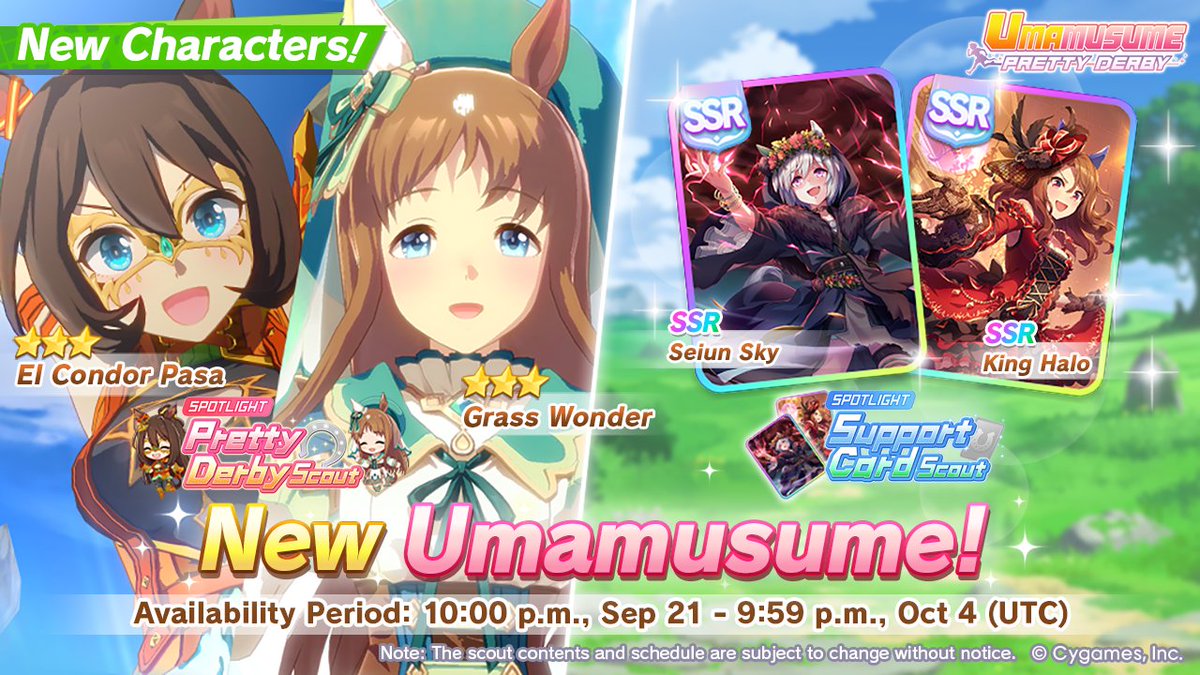 New Characters!
UMAMUSUME
PRETTY DERBY
SSR
SSR
El Condor Pasa
Grass Wonder
SSR
Seiun Sky
SSR
King Halo
SPOTLIGHT
Pretty
Derby Scout
SPOTLIGHT
Support
Card Scout
New Umamusume!
Availability Period: 10:00 p.m., Sep 21 – 9:59 p.m., Oct 4 (UTC)
Note: The scout contents and schedule are subject to change without notice. © Cygames, Inc.